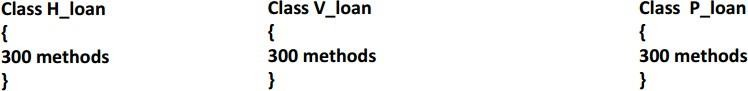 Class H_loan Class V_loan Class P_loan
{ { {
300 methods 300 methods 300 methods
} } }